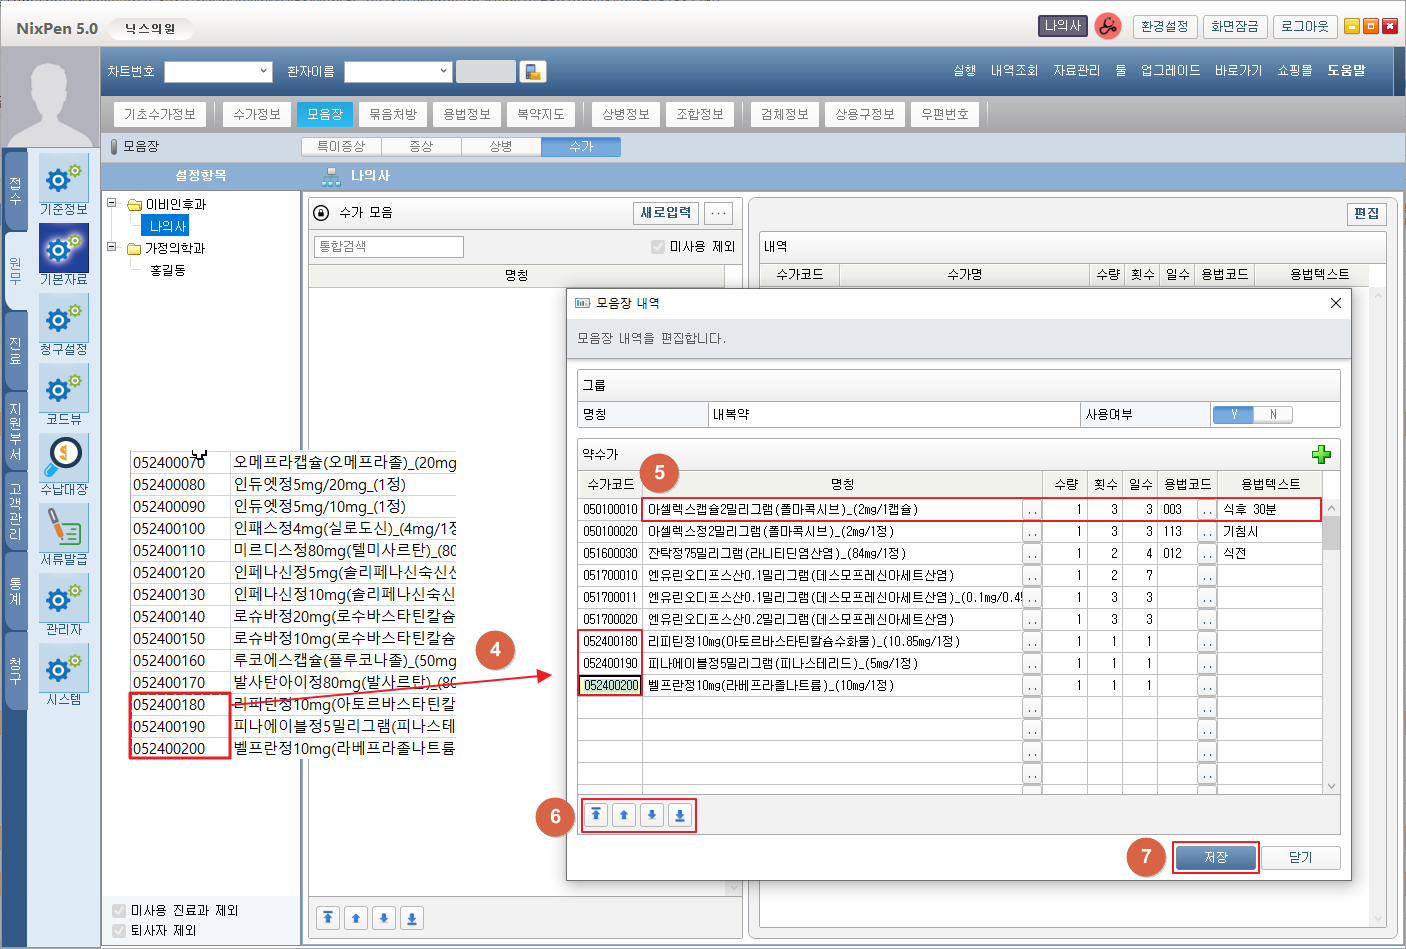 NixPen 5.0 닉스의원 나의사 환경설정 화면잠금 로그아웃
차트번호 환자이름 실행 내역조회 자료관리 툴 업그레이드 바로가기 쇼핑몰 도움말
기초수가정보 수가정보 모음장 묶음처방 용법정보 복약지도 상병정보 조합정보 검체정보 상용구정보 우편번호
모음장 특이증상 증상 상병 수가
설정항목 나의사
접수
원무
진료
지원부서
고객관리
통계
청구
기준정보
기본자료
청구설정
코드뷰
수납대장
서류발급
관리자
시스템
이비인후과
나의사
가정의학과
홍길동
052400070 오메프라캡슐(오메프라졸)_(20mg
052400080 인듀엣정5mg/20mg_(1정)
052400090 인듀엣정5mg/10mg_(1정)
052400100 인패스정4mg(실로도신)_(4mg/1정
052400110 미르디스정80mg(텔미사르탄)_(80
052400120 인페나신정5mg(솔리페나신숙신산
052400130 인페나신정10mg(솔리페나신숙신
052400140 로슈바정20mg(로수바스타틴칼슘
052400150 로슈바정10mg(로수바스타틴칼슘
052400160 루코에스캡슐(플루코나졸)_(50mg
052400170 발사탄아이정80mg(발사르탄)_(80
052400180 리피틴정10mg(아토르바스타틴칼
052400190 피나에이블정5밀리그램(피나스테
052400200 벨프란정10mg(라베프라졸나트륨
미사용 진료과 제외
퇴사자 제외
수가 모음 새로입력 ...
통합검색 미사용 제외
명칭
편집
내역
수가코드 수가명 수량 횟수 일수 용법코드 용법텍스트
모음장 내역
모음장 내역을 편집합니다.
그룹
명칭 내복약 사용여부 Y N
약수가
수가코드 명칭 수량 횟수 일수 용법코드 용법텍스트
050100010 아셀렉스캡슐2밀리그램(폴마콕시브)_(2mg/1캡슐) .. 1 3 3 003 .. 식후 30분
050100020 아셀렉스정2밀리그램(폴마콕시브)_(2mg/1정) .. 1 3 3 113 .. 기침시
051600030 잔탁정75밀리그램(라니티딘염산염)_(84mg/1정) .. 1 2 4 012 .. 식전
051700010 엔유린오디프스산0.1밀리그램(데스모프레신아세트산염) .. 1 2 7 ..
051700011 엔유린오디프스산0.1밀리그램(데스모프레신아세트산염)_(0.1mg/0.45 .. 1 3 3 ..
051700020 엔유린오디프스산0.2밀리그램(데스모프레신아세트산염) .. 1 3 3 ..
052400180 리피틴정10mg(아토르바스타틴칼슘수화물)_(10.85mg/1정) .. 1 1 1 ..
052400190 피나에이블정5밀리그램(피나스테리드)_(5mg/1정) .. 1 1 1 ..
052400200 벨프란정10mg(라베프라졸나트륨)_(10mg/1정) .. 1 1 1 ..
.. ..
.. ..
.. ..
.. ..
4
5
6
7
저장 닫기